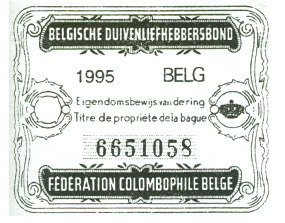 BELGISCHE DUIVENLIEFHEBBERSBOND
1995 BELG
Eigendomsbewijs van de ring
Titre de propriété de la bague
6651058
FÉDÉRATION COLOMBOPHILE BELGE